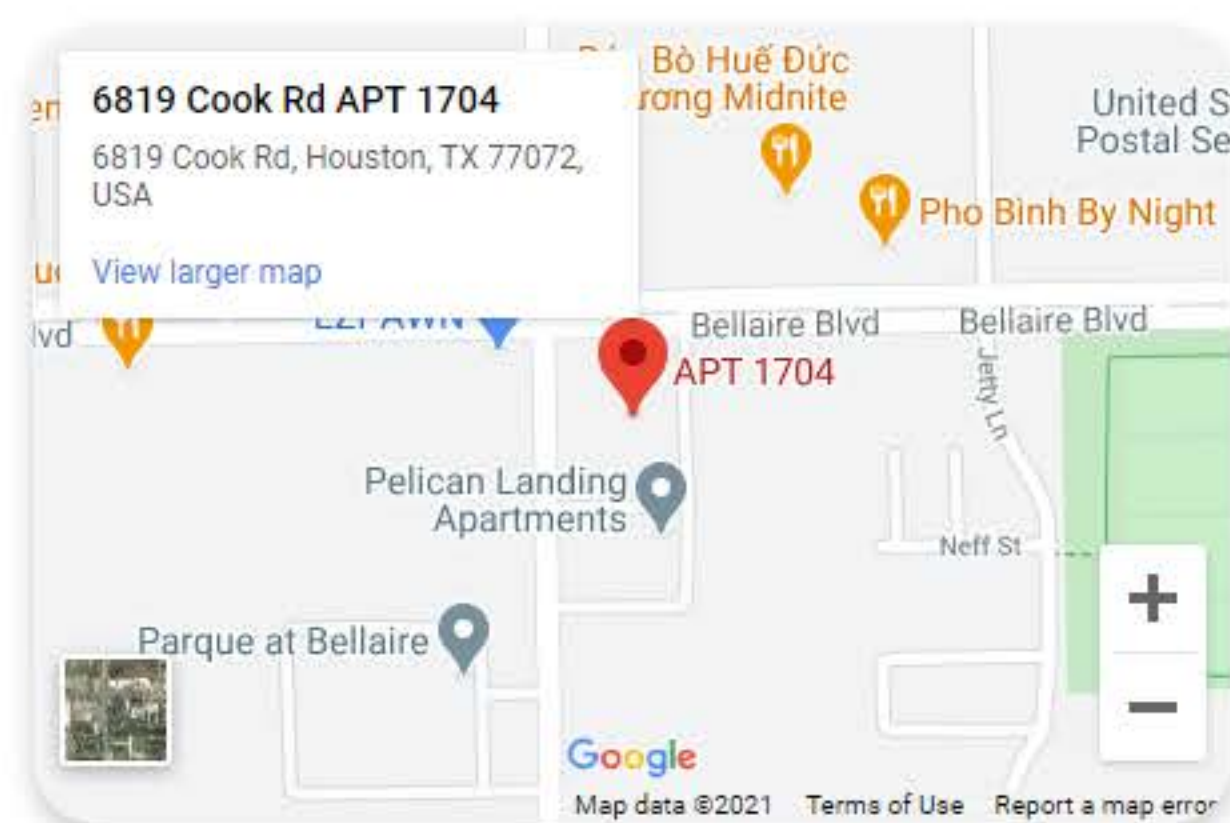 6819 Cook Rd APT 1704
6819 Cook Rd, Houston, TX 77072,
USA
View larger map
Bò Huế Đức
Midnite
United
Postal
Pho Binh By Night
Bellaire Blvd
Bellaire Blvd
APT 1704
Jetty Ln
Pelican Landing
Apartments
Neff St
Parque at Bellaire
+
−
Google
Map data ©2021 Terms of Use Report a map error